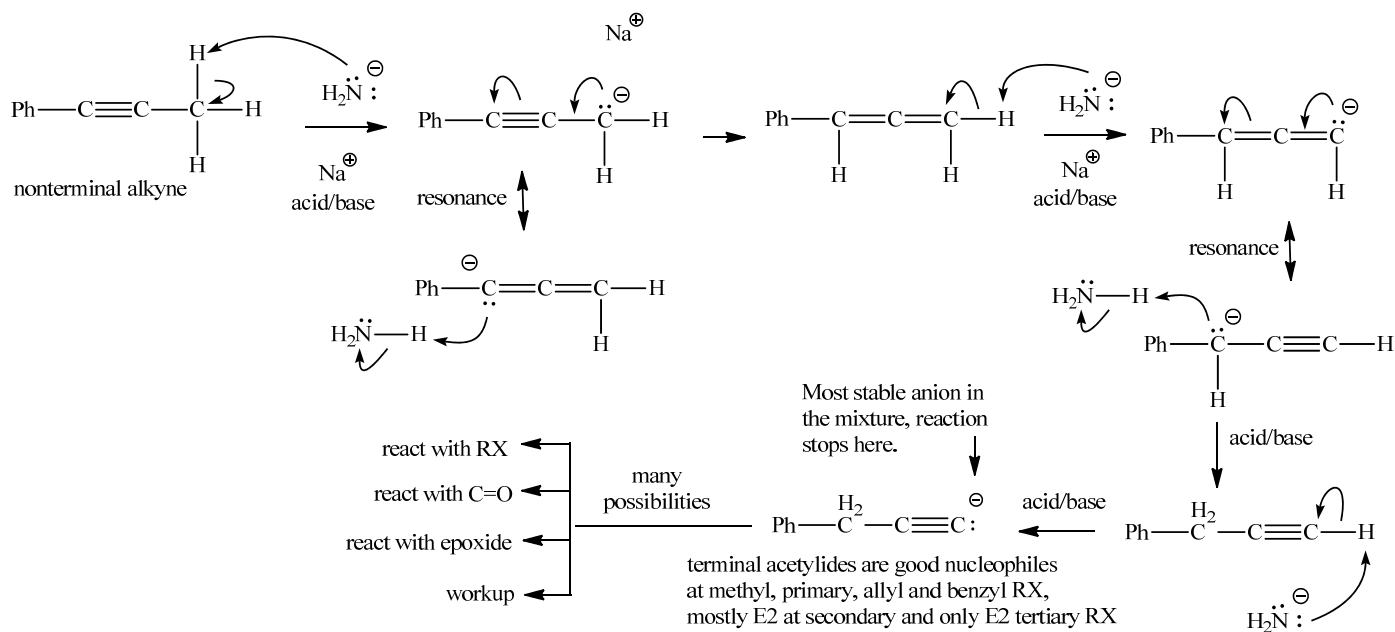 Na ⊕
H
H2N: ⊖
Ph C C C H
H
nonterminal alkyne
Na ⊕
acid/base
Ph C C C ⊖ H
H
resonance
⊖
Ph C C C H
H
H2N H
Ph C C C H
H H
H2N: ⊖
Na ⊕
acid/base
Ph C C C ⊖
H H
resonance
H2N H
Ph C ⊖ C C H
H
acid/base
H2
Ph C C C H
H2N: ⊖
acid/base
Most stable anion in
the mixture, reaction
stops here.
H2 ⊖
Ph C C C:
terminal acetylides are good nucleophiles
at methyl, primary, allyl and benzyl RX,
mostly E2 at secondary and only E2 tertiary RX
many
possibilities
react with RX
react with C=O
react with epoxide
workup